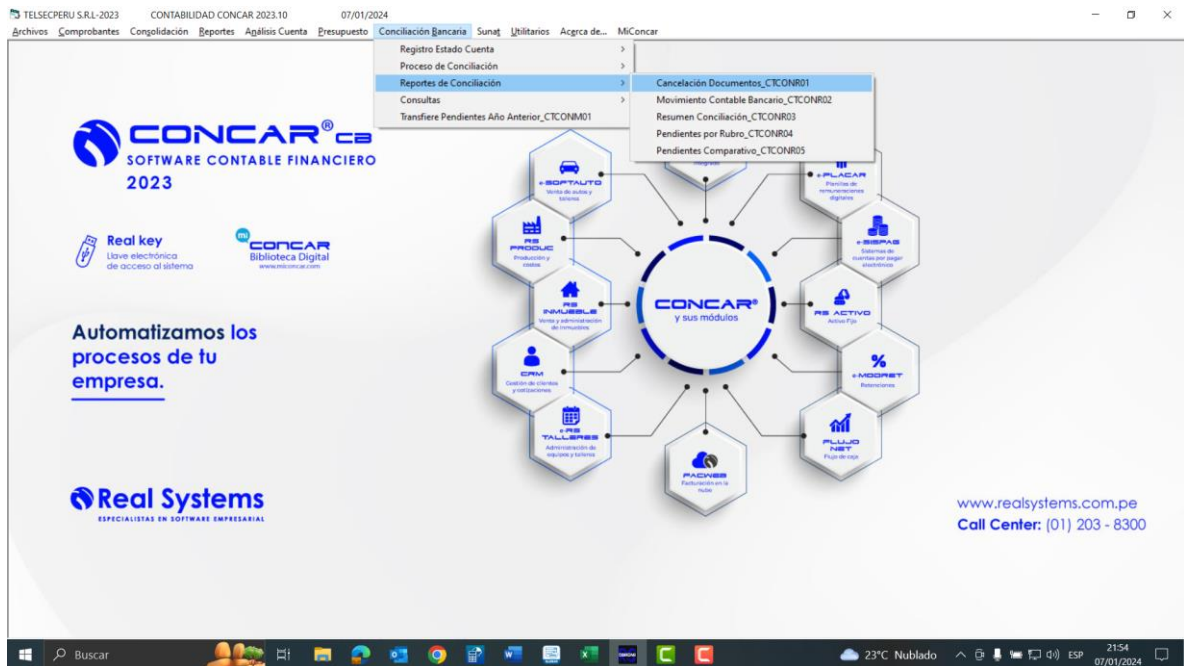 TELSECPERU S.R.L-2023 CONTABILIDAD CONCAR 2023.10 07/01/2024
Archivos Comprobantes Congolidación Reportes Análisis Cuenta Presupuesto Conciliación Bancaria Sunat Utilitarios Acerca de... MiConcar
Registro Estado Cuenta
Proceso de Conciliación
Reportes de Conciliación
Consultas
Transfiere Pendientes Año Anterior_CTCONM01
Cancelación Documentos_CTCONR01
Movimiento Contable Bancario_CTCONR02
Resumen Conciliación_CTCONR03
Pendientes por Rubro_CTCONR04
Pendientes Comparativo_CTCONR05
CONCAR® CB
SOFTWARE CONTABLE FINANCIERO
2023
Real key
Llave electrónica
de acceso al sistema
mi
CONCAR
Biblioteca Digital
www.miconcar.com
Automatizamos los
procesos de tu
empresa.
Real Systems
ESPECIALISTAS EN SOFTWARE EMPRESARIAL
integrado
e-SOFTAUTO
Venta de autos y
talleres
RS
PRODUC
Producción y
costos
RS
INMUEBLE
Venta y administración
de inmuebles
CRM
Gestión de clientes
y cotizaciones
e-RS
TALLERES
Administración de
equipos y talleres
FACWEB
Facturación en la
nube
CONCAR®
y sus módulos
e-PLACAR
Planillas de
remuneraciones
digitales
e-SISPAG
Sistemas de
cuentas por pagar
electrónicos
RS ACTIVO
Activo Fijo
e-MODRET
Retenciones
FLUJO
NET
Flujo de caja
www.realsystems.com.pe
Call Center: (01) 203 - 8300
Buscar
23°C Nublado
ESP
21:54
07/01/2024